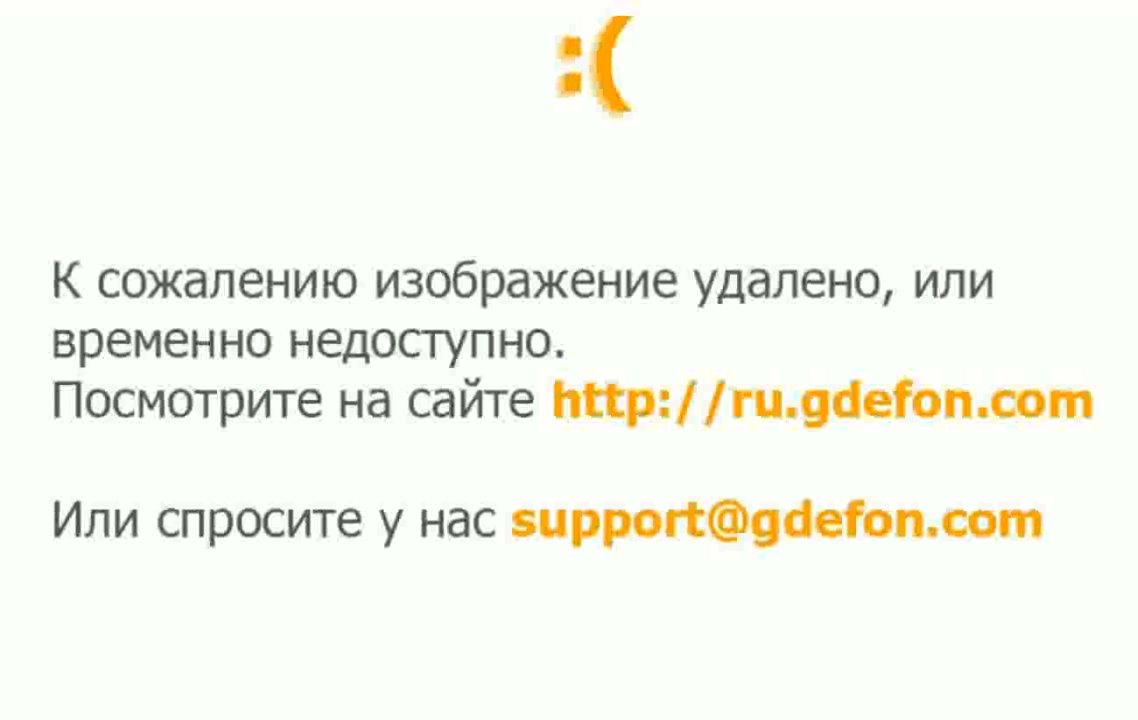 :(
К сожалению изображение удалено, или
временно недоступно.
Посмотрите на сайте http://ru.gdefon.com
Или спросите у нас support@gdefon.com